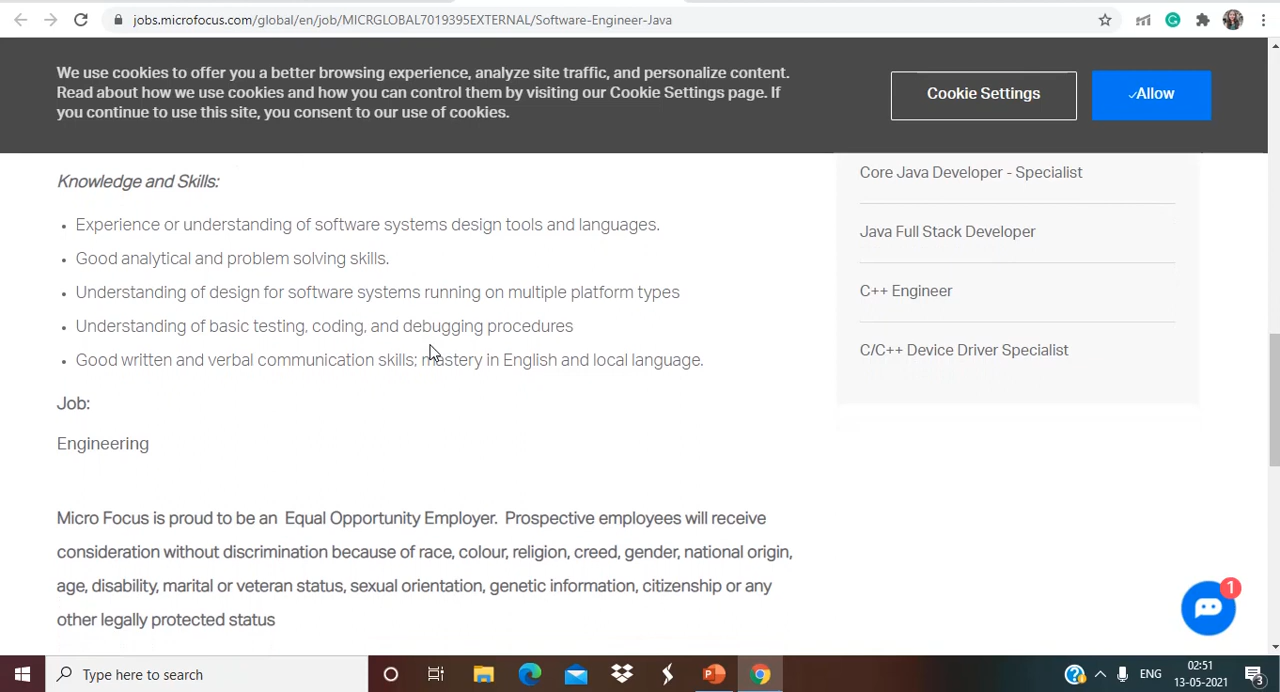 jobs.microfocus.com/global/en/job/MICRGLOBAL7019395EXTERNAL/Software-Engineer-Java
We use cookies to offer you a better browsing experience, analyze site traffic, and personalize content.
Read about how we use cookies and how you can control them by visiting our Cookie Settings page. If
you continue to use this site, you consent to our use of cookies.
Cookie Settings
Allow
Knowledge and Skills:
Experience or understanding of software systems design tools and languages.
Good analytical and problem solving skills.
Understanding of design for software systems running on multiple platform types
Understanding of basic testing, coding, and debugging procedures
Good written and verbal communication skills; mastery in English and local language.
Job:
Engineering
Micro Focus is proud to be an Equal Opportunity Employer. Prospective employees will receive
consideration without discrimination because of race, colour, religion, creed, gender, national origin,
age, disability, marital or veteran status, sexual orientation, genetic information, citizenship or any
other legally protected status
Core Java Developer - Specialist
Java Full Stack Developer
C++ Engineer
C/C++ Device Driver Specialist
1
Type here to search
ENG
02:51
13-05-2021
3